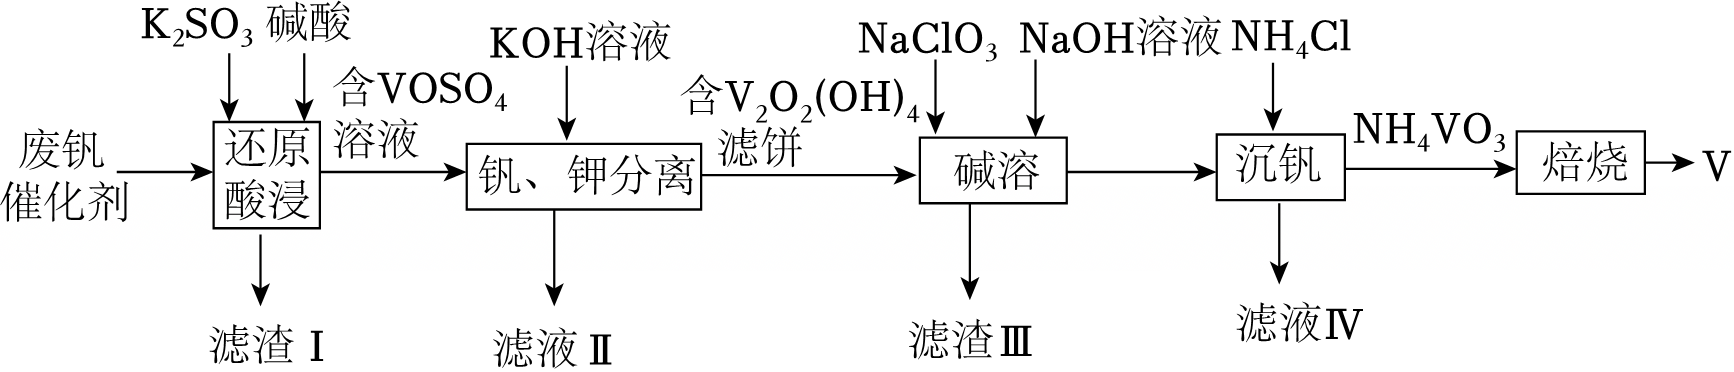 K₂SO₃ 碱酸
KOH溶液
NaClO₃
NaOH溶液
NH₄Cl
废钒
催化剂
还原
酸浸
含VOSO₄
溶液
钒、钾分离
含V₂O₂(OH)₄
滤饼
碱溶
沉钒
NH₄VO₃
焙烧
V
滤渣Ⅰ
滤液Ⅱ
滤渣Ⅲ
滤液Ⅳ